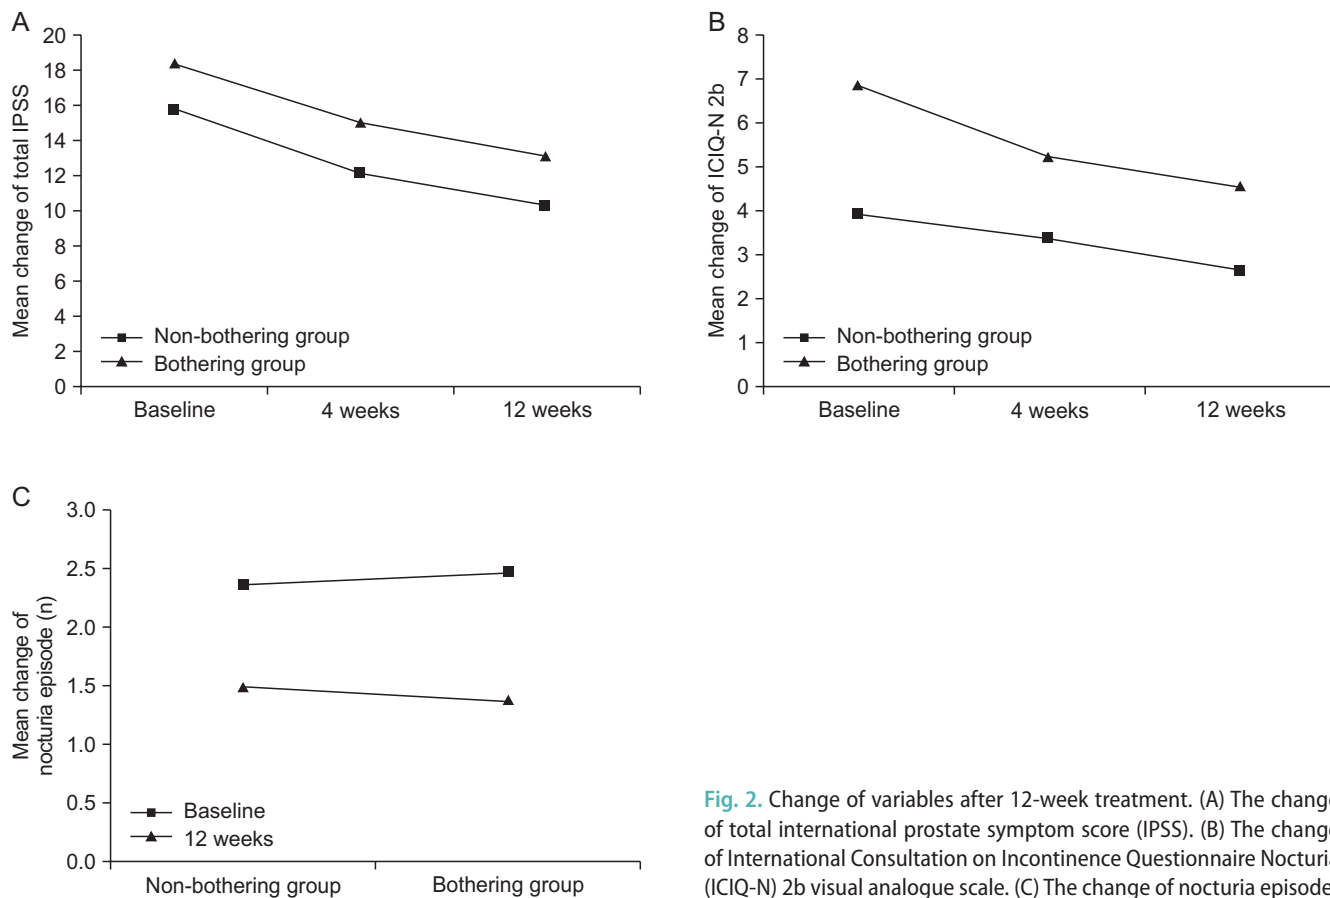 A
Mean change of total IPSS
20
18
16
14
12
10
8
6
4
2
0
Non-bothering group
Bothering group
Baseline 4 weeks 12 weeks
B
Mean change of ICIQ-N 2b
8
7
6
5
4
3
2
1
0
Non-bothering group
Bothering group
Baseline 4 weeks 12 weeks
C
Mean change of
nocturia episode (n)
3.0
2.5
2.0
1.5
1.0
0.5
0.0
Baseline
12 weeks
Non-bothering group Bothering group
Fig. 2. Change of variables after 12-week treatment. (A) The change
of total international prostate symptom score (IPSS). (B) The change
of International Consultation on Incontinence Questionnaire Nocturia
(ICIQ-N) 2b visual analogue scale. (C) The change of nocturia episode.